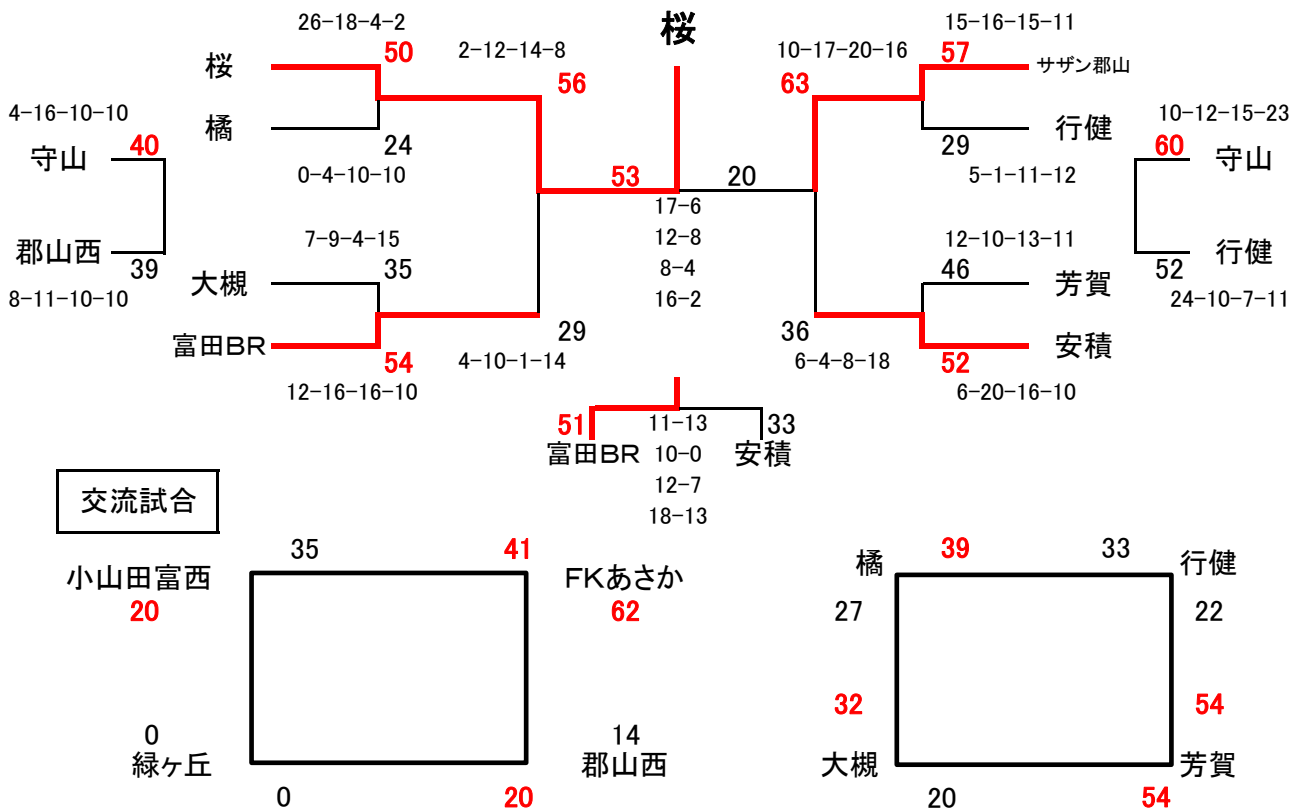 26-18-4-2
50
桜
2-12-14-8
56
桜
10-17-20-16
63
15-16-15-11
57
サザン郡山
4-16-10-10
40
守山
橘
24
0-4-10-10
行健
29
5-1-11-12
10-12-15-23
60
守山
53
20
17-6
12-8
8-4
16-2
郡山西
39
8-11-10-10
7-9-4-15
35
大槻
富田BR
54
12-16-16-10
29
4-10-1-14
12-10-13-11
46
芳賀
36
6-4-8-18
安積
52
6-20-16-10
行健
52
24-10-7-11
51
富田BR
11-13
10-0
12-7
18-13
33
安積
交流試合
35
41
小山田富西
20
FKあさか
62
0
緑ヶ丘
14
郡山西
0
20
39
33
橘
27
行健
22
32
大槻
54
芳賀
20
54